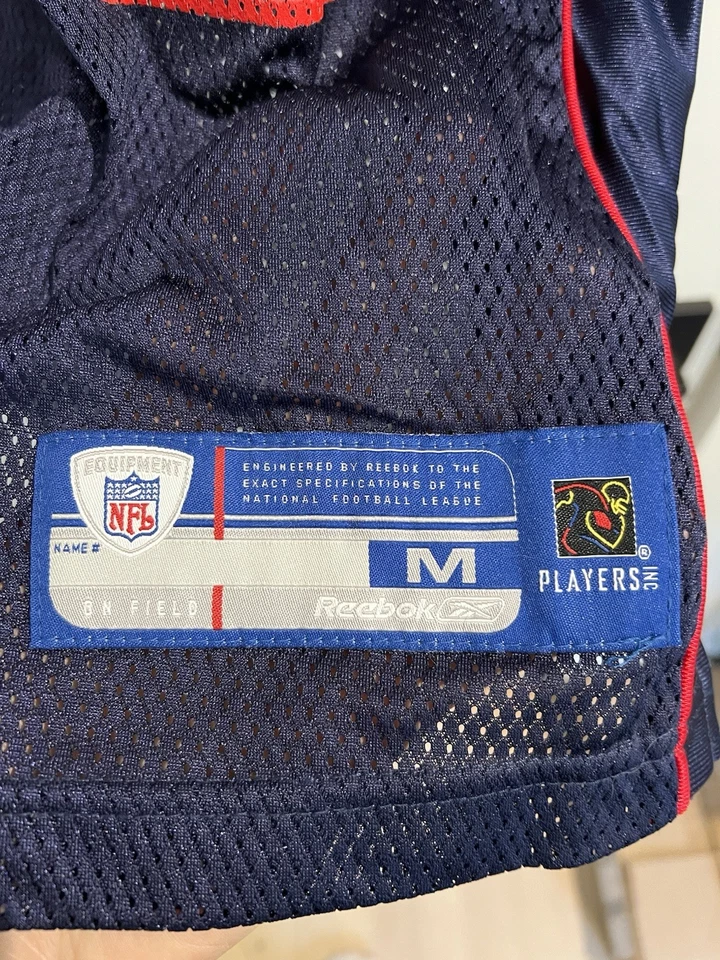 EQUIPMENT
NFL
ENGINEERED BY REEBOK TO THE
EXACT SPECIFICATIONS OF THE
NATIONAL FOOTBALL LEAGUE
NAME #
M
ON FIELD
Reebok
PLAYERS INC
®